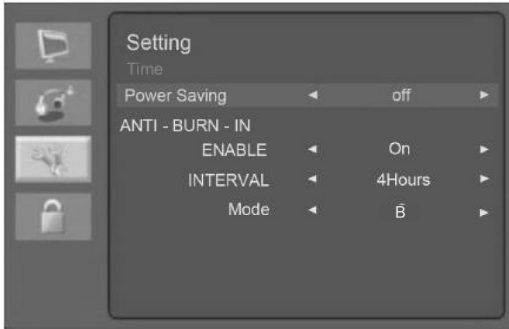 Setting
Time
Power Saving ◄ off ►
ANTI - BURN - IN
ENABLE ◄ On ►
INTERVAL ◄ 4Hours ►
Mode ◄ B ►